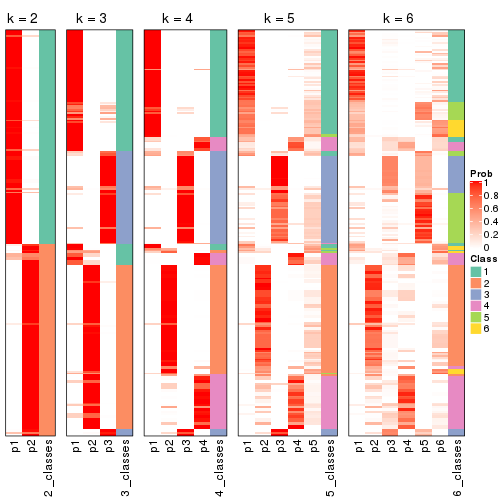 k = 2
k = 3
k = 4
k = 5
k = 6
Prob
1
0.8
0.6
0.4
0.2
0
Class
1
2
3
4
5
6
p1
p2
2_classes
p1
p2
p3
3_classes
p1
p2
p3
p4
4_classes
p1
p2
p3
p4
p5
5_classes
p1
p2
p3
p4
p5
p6
6_classes